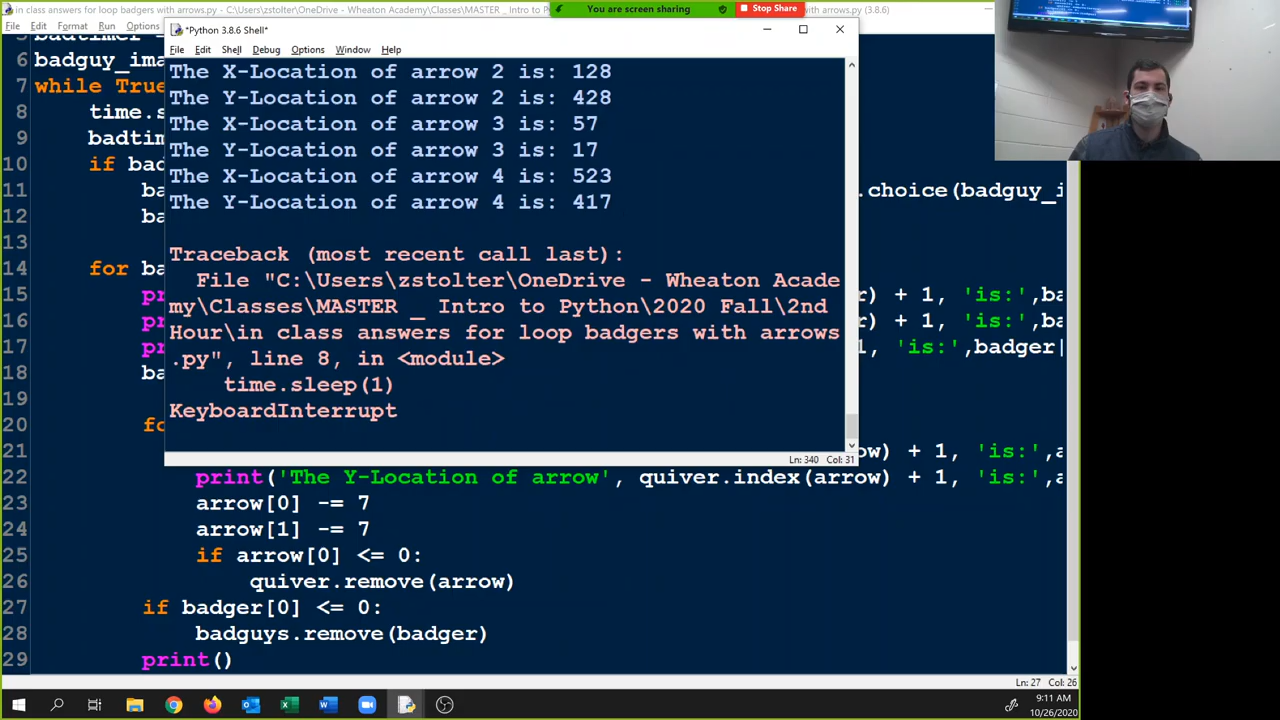 in class answers for loop badgers with arrows.py - C:\Users\zstolter\OneDrive - Wheaton Academy\Classes\MASTER _ Intro to P
with arrows.py (3.8.6)
You are screen sharing
Stop Share
File Edit Format Run Options
*Python 3.8.6 Shell*
File Edit Shell Debug Options Window Help
5 badtimer =
6 badguy_ima
7 while True
8 time.s
9 badtim
10 if bad
11 ba .choice(badguy_i
12 ba
13
14 for ba
15 pr r) + 1, 'is:',ba
16 pr r) + 1, 'is:',ba
17 pr 1, 'is:',badger[
18 ba
19
20 fo
21 ow) + 1, 'is:',a
The X-Location of arrow 2 is: 128
The Y-Location of arrow 2 is: 428
The X-Location of arrow 3 is: 57
The Y-Location of arrow 3 is: 17
The X-Location of arrow 4 is: 523
The Y-Location of arrow 4 is: 417
Traceback (most recent call last):
File "C:\Users\zstolter\OneDrive - Wheaton Acade
my\Classes\MASTER _ Intro to Python\2020 Fall\2nd
Hour\in class answers for loop badgers with arrows
.py", line 8, in <module>
time.sleep(1)
KeyboardInterrupt
Ln: 340 Col: 31
22 print('The Y-Location of arrow', quiver.index(arrow) + 1, 'is:',a
23 arrow[0] -= 7
24 arrow[1] -= 7
25 if arrow[0] <= 0:
26 quiver.remove(arrow)
27 if badger[0] <= 0:
28 badguys.remove(badger)
29 print()
Ln: 27 Col: 26
9:11 AM
10/26/2020